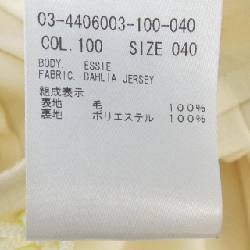 03-4406003-100-040
COL.100 SIZE 040
BODY. ESSIE
FABRIC. DAHLIA JERSEY
組成表示
表地 毛 100%
裏地 ポリエステル 100%